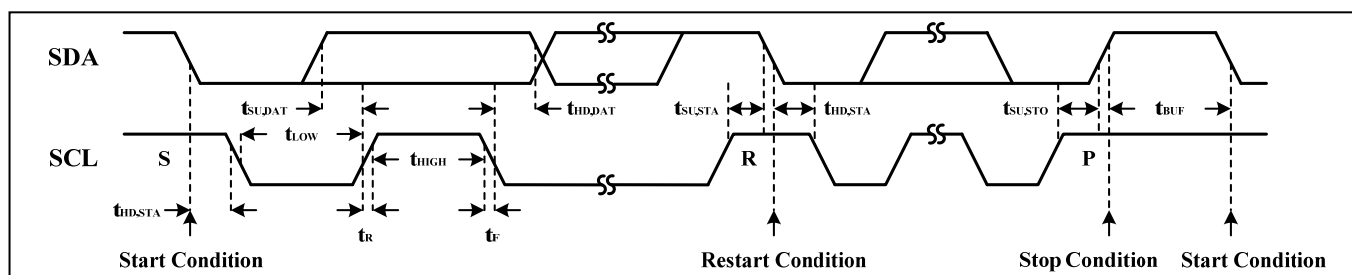 SDA
tSU,DAT tHD,DAT tSU,STA tHD,STA tSU,STO tBUF
tLOW
SCL S tHIGH R P
tHD,STA
tR tF
Start Condition Restart Condition Stop Condition Start Condition